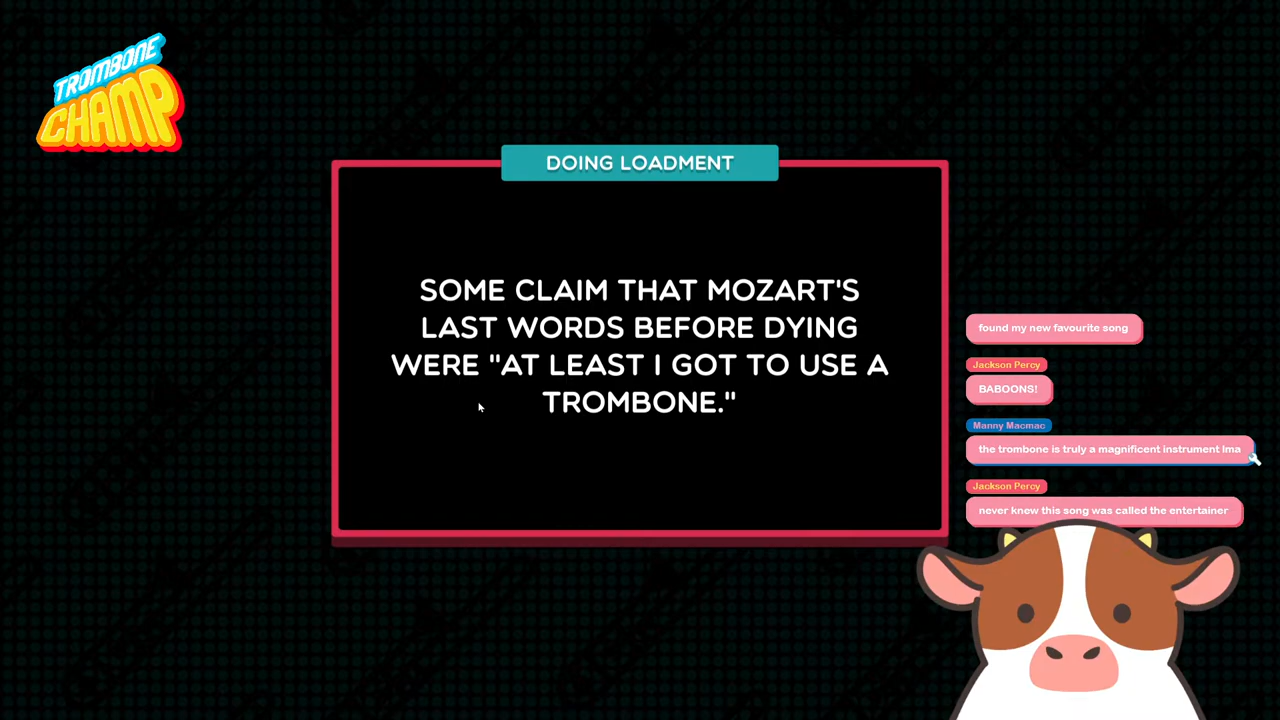 TROMBONE
CHAMP
DOING LOADMENT
SOME CLAIM THAT MOZART'S
LAST WORDS BEFORE DYING
WERE "AT LEAST I GOT TO USE A
TROMBONE."
found my new favourite song
Jackson Percy
BABOONS!
Manny Macmac
the trombone is truly a magnificent instrument lma
Jackson Percy
never knew this song was called the entertainer